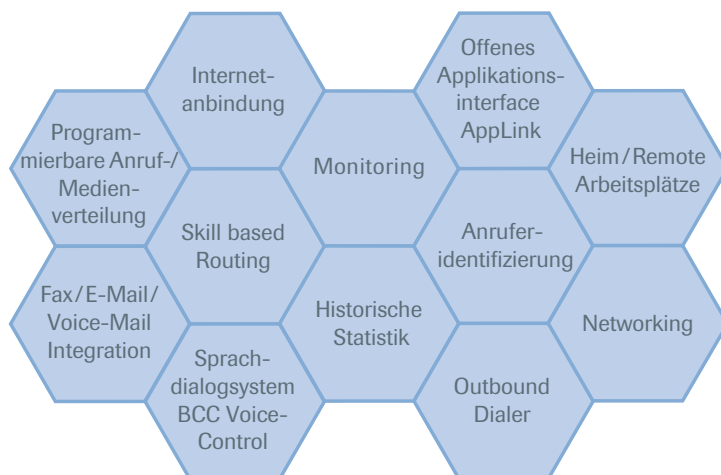 Internet-
anbindung
Offenes
Applikations-
interface
AppLink
Program-
mierbare Anruf-/
Medien-
verteilung
Monitoring
Heim/Remote
Arbeitsplätze
Skill based
Routing
Anrufer-
identifizierung
Fax/E-Mail/
Voice-Mail
Integration
Historische
Statistik
Networking
Sprach-
dialogsystem
BCC Voice-
Control
Outbound
Dialer